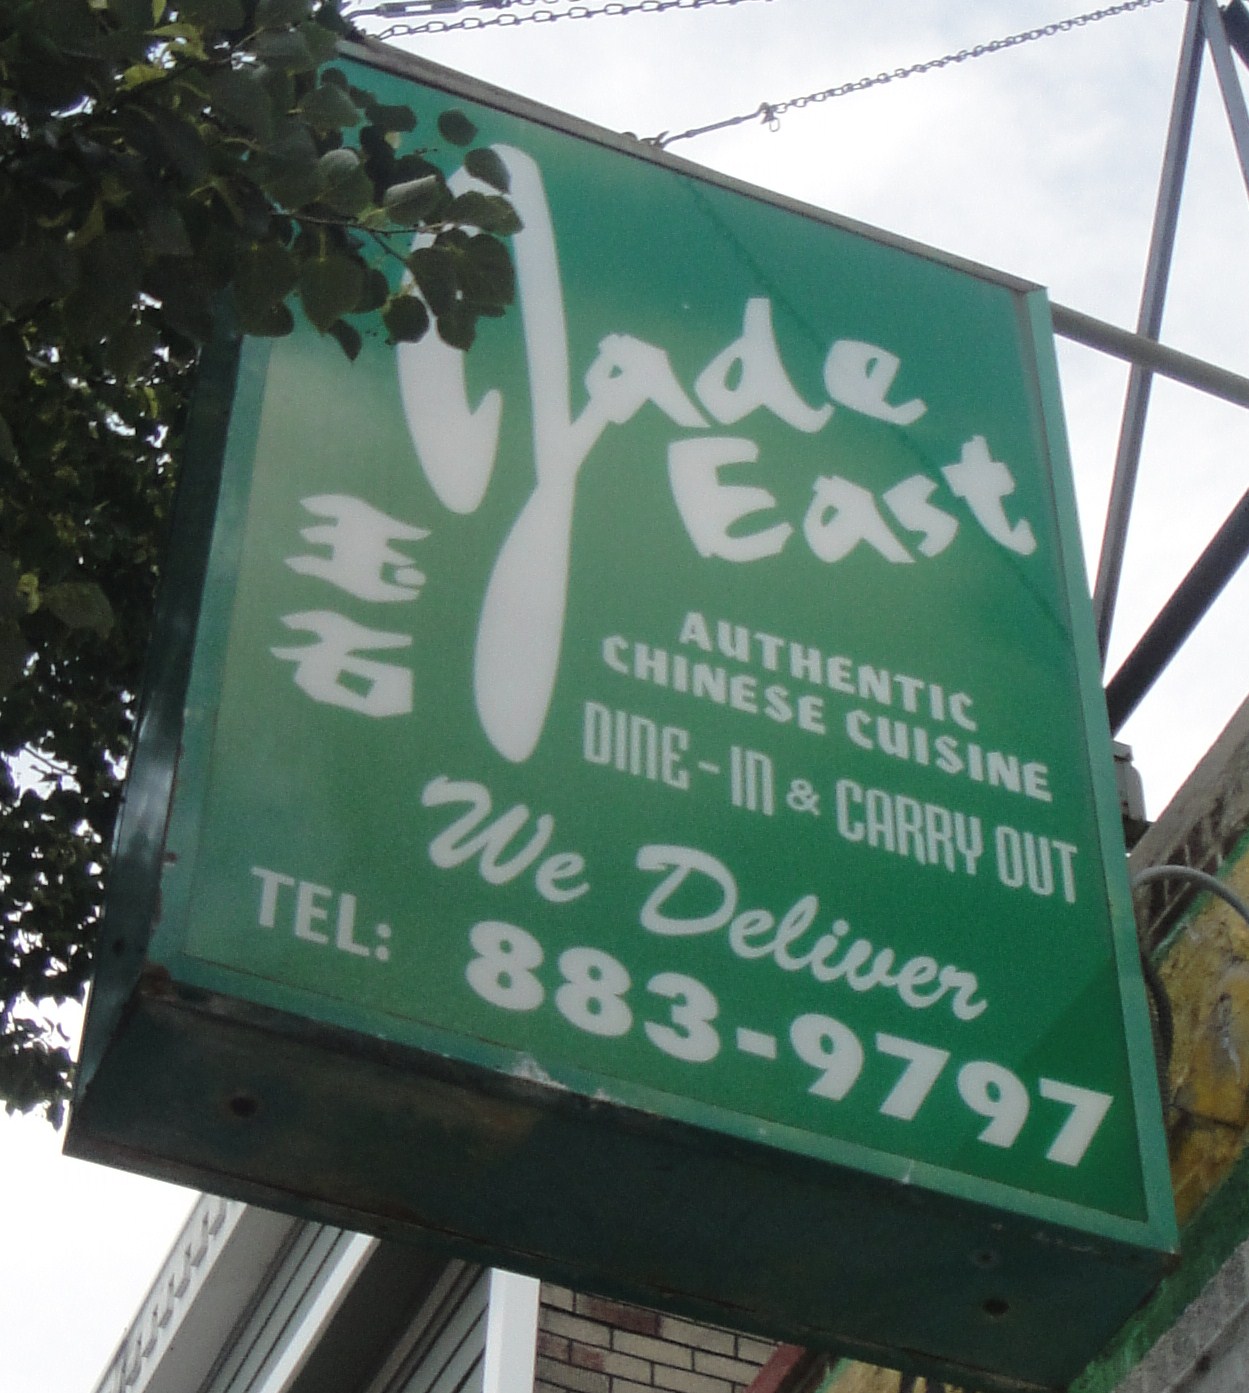 Jade
East
玉
石
AUTHENTIC
CHINESE CUISINE
DINE-IN & CARRY OUT
We Deliver
TEL: 883-9797